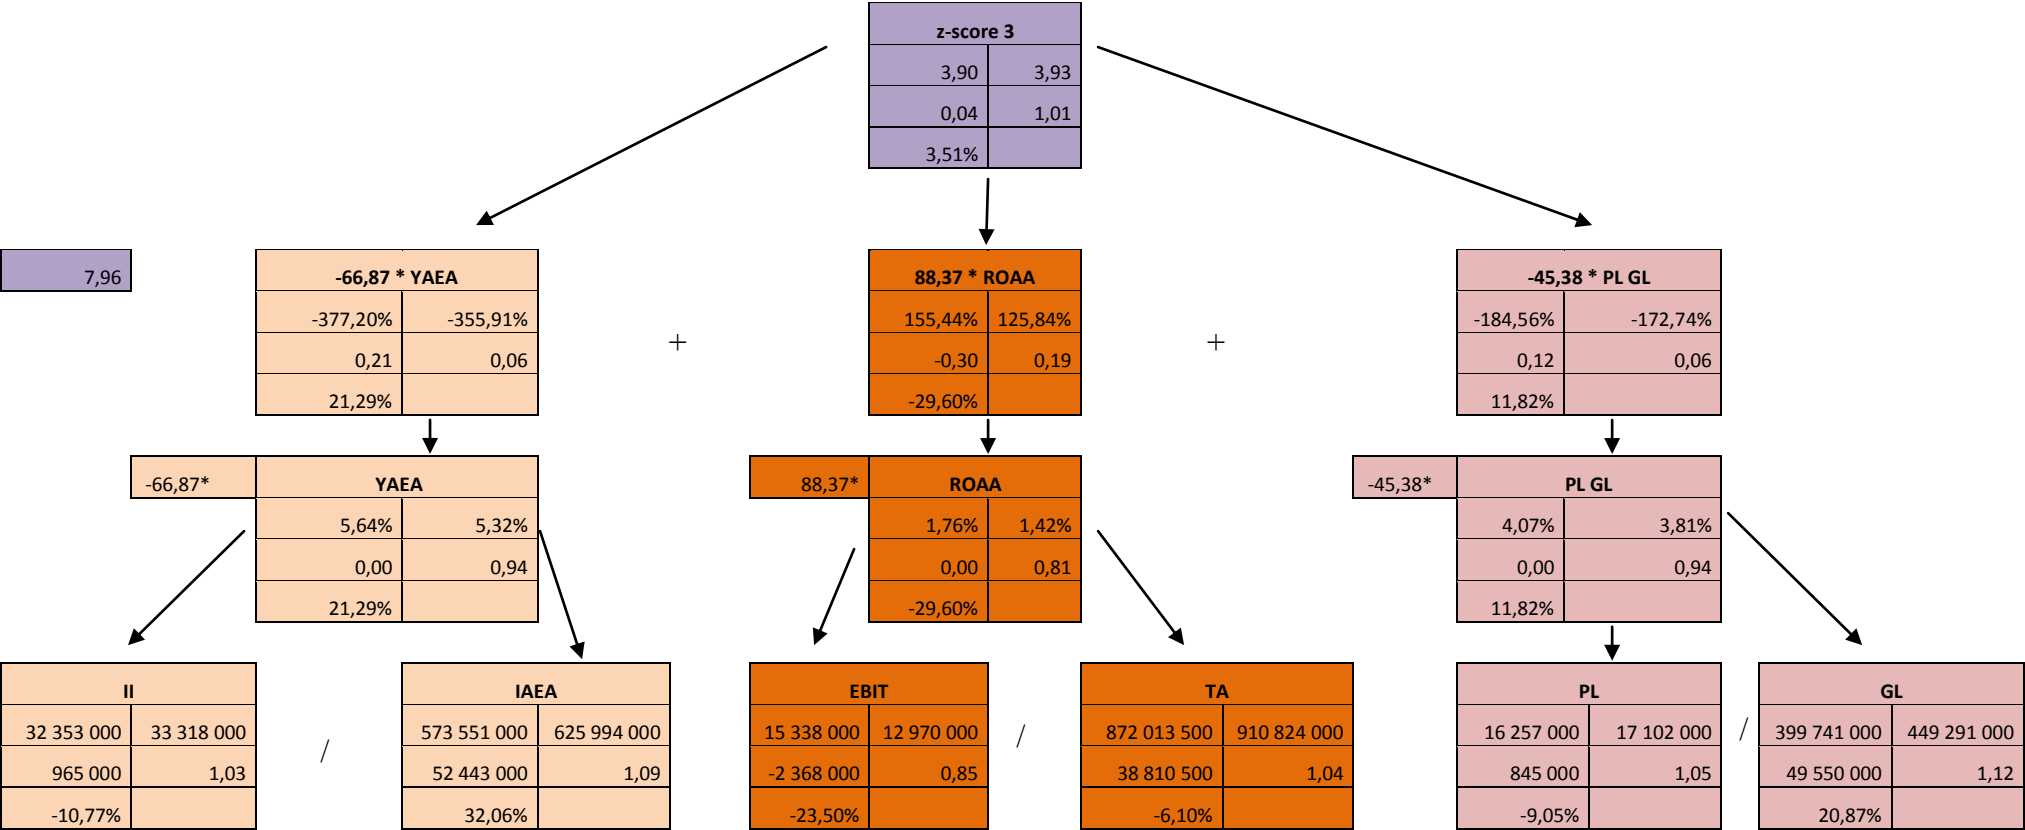 z-score 3
3,90 3,93
0,04 1,01
3,51%
7,96 -66,87 * YAEA 88,37 * ROAA -45,38 * PL GL
-377,20% -355,91% 155,44% 125,84% -184,56% -172,74%
+ +
0,21 0,06 -0,30 0,19 0,12 0,06
21,29% -29,60% 11,82%
-66,87* YAEA 88,37* ROAA -45,38* PL GL
5,64% 5,32% 1,76% 1,42% 4,07% 3,81%
0,00 0,94 0,00 0,81 0,00 0,94
21,29% -29,60% 11,82%
II IAEA EBIT TA PL GL
32 353 000 33 318 000 / 573 551 000 625 994 000 15 338 000 12 970 000 / 872 013 500 910 824 000 16 257 000 17 102 000 / 399 741 000 449 291 000
965 000 1,03 52 443 000 1,09 -2 368 000 0,85 38 810 500 1,04 845 000 1,05 49 550 000 1,12
-10,77% 32,06% -23,50% -6,10% -9,05% 20,87%